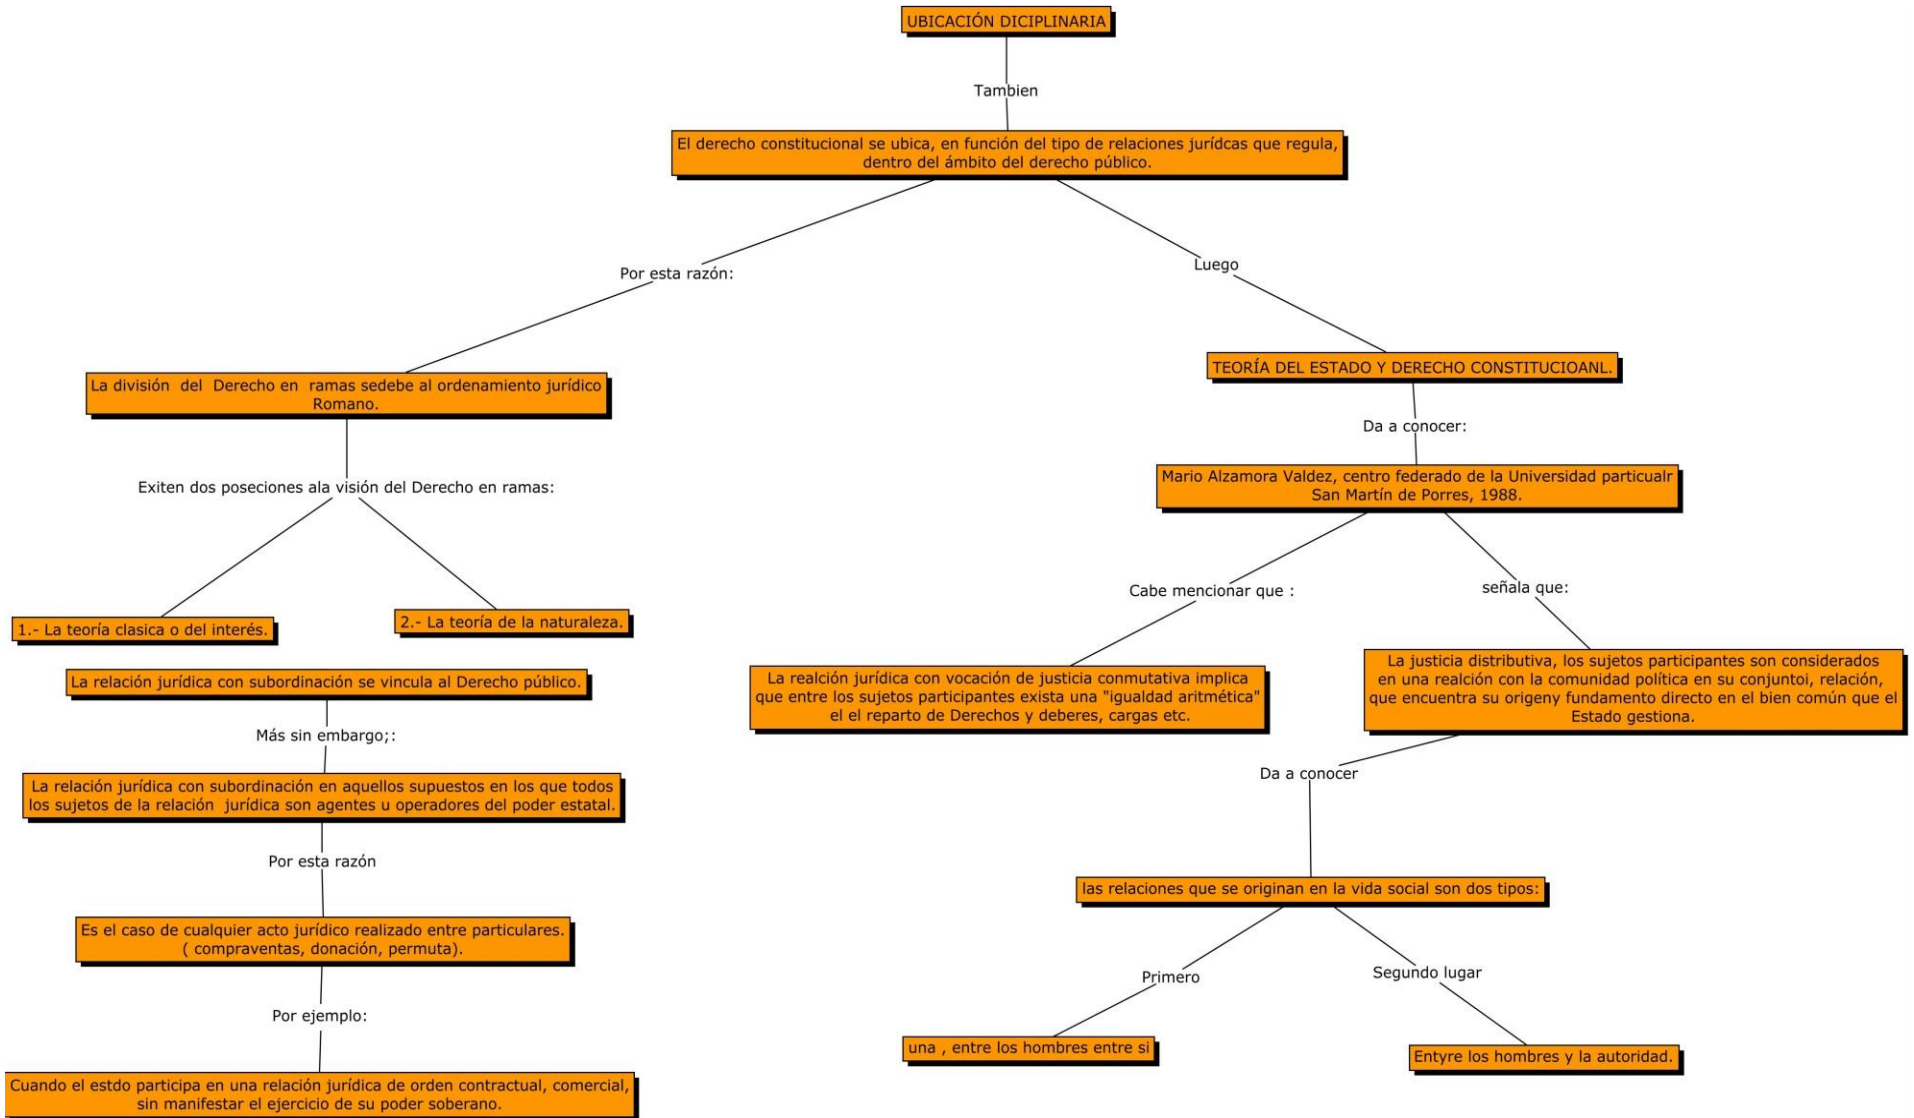 UBICACIÓN DICIPLINARIA
Tambien
El derecho constitucional se ubica, en función del tipo de relaciones jurídcas que regula,
dentro del ámbito del derecho público.
Por esta razón:
Luego
La división  del  Derecho en  ramas sedebe al ordenamiento jurídico
Romano.
Exiten dos poseciones ala visión del Derecho en ramas:
1.- La teoría clasica o del interés.
2.- La teoría de la naturaleza.
La relación jurídica con subordinación se vincula al Derecho público.
Más sin embargo;:
La relación jurídica con subordinación en aquellos supuestos en los que todos
los sujetos de la relación  jurídica son agentes u operadores del poder estatal.
Por esta razón
Es el caso de cualquier acto jurídico realizado entre particulares.
( compraventas, donación, permuta).
Por ejemplo:
Cuando el estdo participa en una relación jurídica de orden contractual, comercial,
sin manifestar el ejercicio de su poder soberano.
TEORÍA DEL ESTADO Y DERECHO CONSTITUCIOANL.
Da a conocer:
Mario Alzamora Valdez, centro federado de la Universidad particualr
San Martín de Porres, 1988.
Cabe mencionar que :
señala que:
La realción jurídica con vocación de justicia conmutativa implica
que entre los sujetos participantes exista una "igualdad aritmética"
el el reparto de Derechos y deberes, cargas etc.
La justicia distributiva, los sujetos participantes son considerados
en una realción con la comunidad política en su conjuntoi, relación,
que encuentra su origeny fundamento directo en el bien común que el
Estado gestiona.
Da a conocer
las relaciones que se originan en la vida social son dos tipos:
Primero
Segundo lugar
una , entre los hombres entre si
Entyre los hombres y la autoridad.